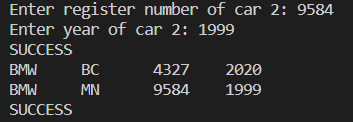 Enter register number of car 2: 9584
Enter year of car 2: 1999
SUCCESS
BMW BC 4327 2020
BMW MN 9584 1999
SUCCESS